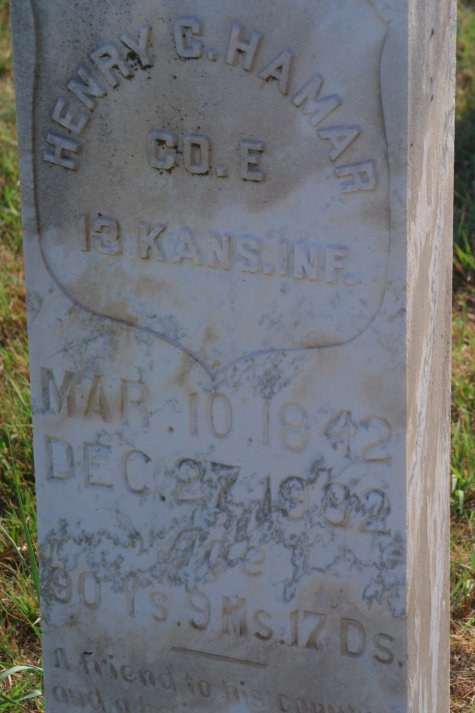 HENRY C. HAMAR
CO. E
13 KANS. INF.
MAR. 10. 1842
DEC. 27. 1932
Age
90 Ys. 9 Ms. 17 Ds.
A friend to his
and a